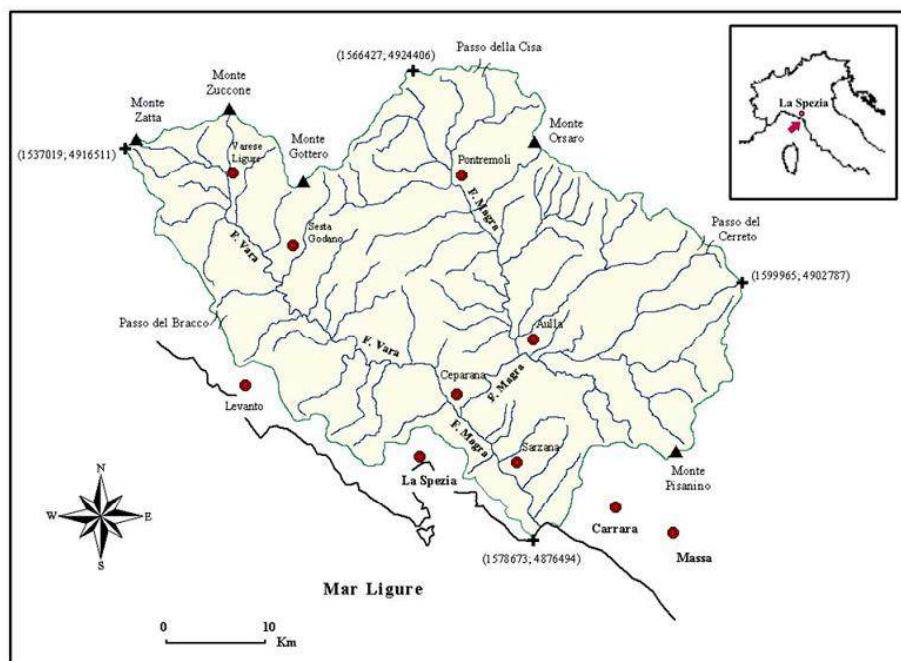 (1566427; 4924406)
Passo della Cisa
Monte
Zuccone
Monte
Zatta
La Spezia
(1537019; 4916511)
Varese
Ligure
Monte
Gottero
Pontremoli
Monte
Orsaro
F. Magra
Sesta
Godano
F. Vara
Passo del
Cerreto
(1599965; 4902787)
Passo del Bracco
Aulla
F. Vara
Ceparana
F. Magra
Levanto
F. Magra
Sarzana
La Spezia
Monte
Pisanino
N
W
E
S
Carrara
Massa
(1578673; 4876494)
Mar Ligure
0
10
Km